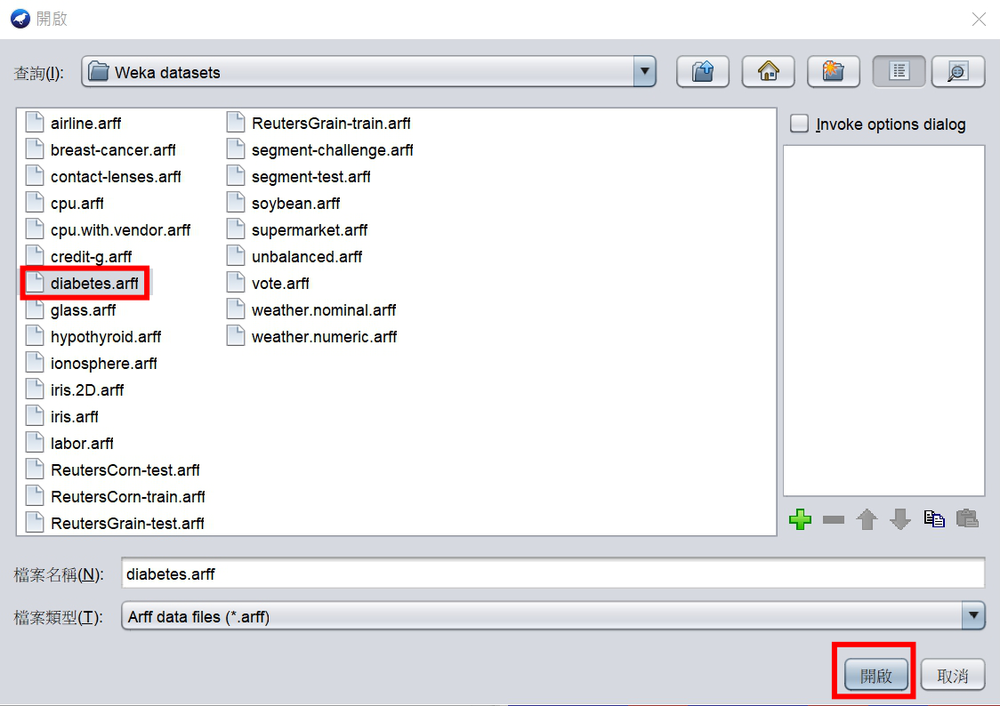 開啟
查詢(I): Weka datasets
Invoke options dialog
airline.arff
breast-cancer.arff
contact-lenses.arff
cpu.arff
cpu.with.vendor.arff
credit-g.arff
diabetes.arff
glass.arff
hypothyroid.arff
ionosphere.arff
iris.2D.arff
iris.arff
labor.arff
ReutersCorn-test.arff
ReutersCorn-train.arff
ReutersGrain-test.arff
ReutersGrain-train.arff
segment-challenge.arff
segment-test.arff
soybean.arff
supermarket.arff
unbalanced.arff
vote.arff
weather.nominal.arff
weather.numeric.arff
檔案名稱(N): diabetes.arff
檔案類型(T): Arff data files (*.arff)
開啟 取消